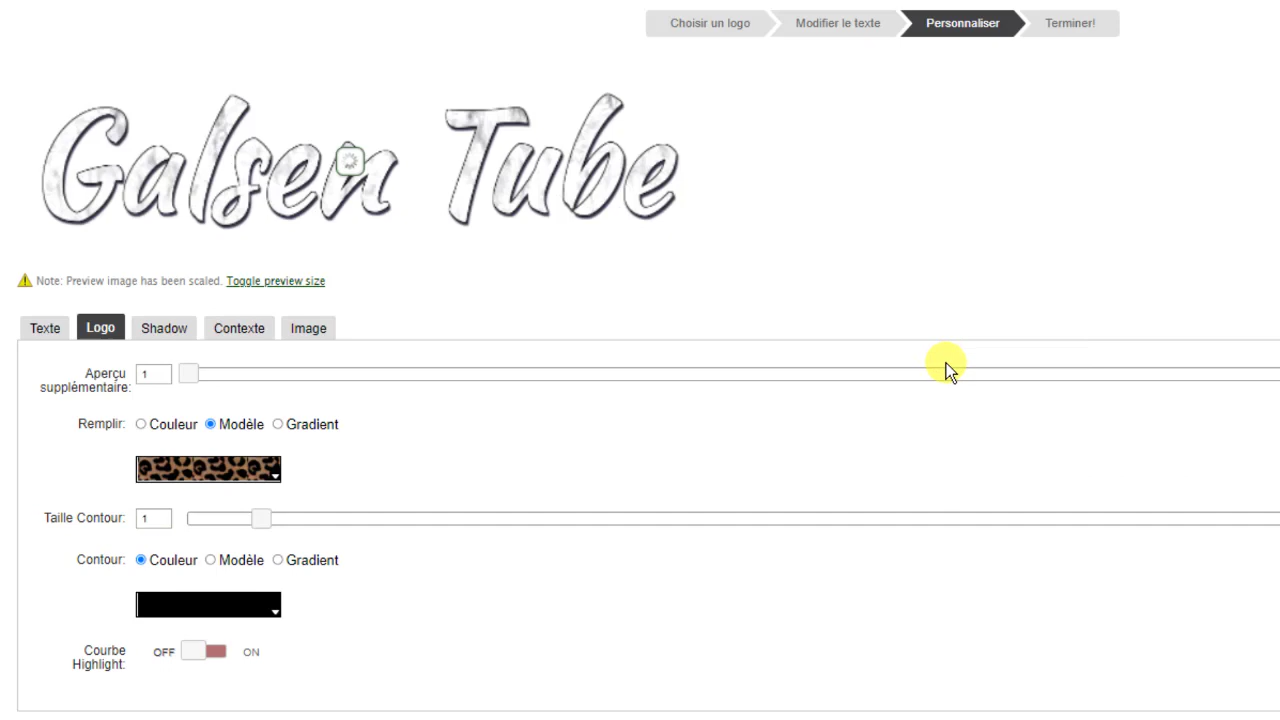 Choisir un logo Modifier le texte Personnaliser Terminer!
Galsen Tube
Note: Preview image has been scaled. Toggle preview size
Texte Logo Shadow Contexte Image
Aperçu supplémentaire: 1
Remplir: Couleur Modèle Gradient
Taille Contour: 1
Contour: Couleur Modèle Gradient
Courbe Highlight: OFF ON